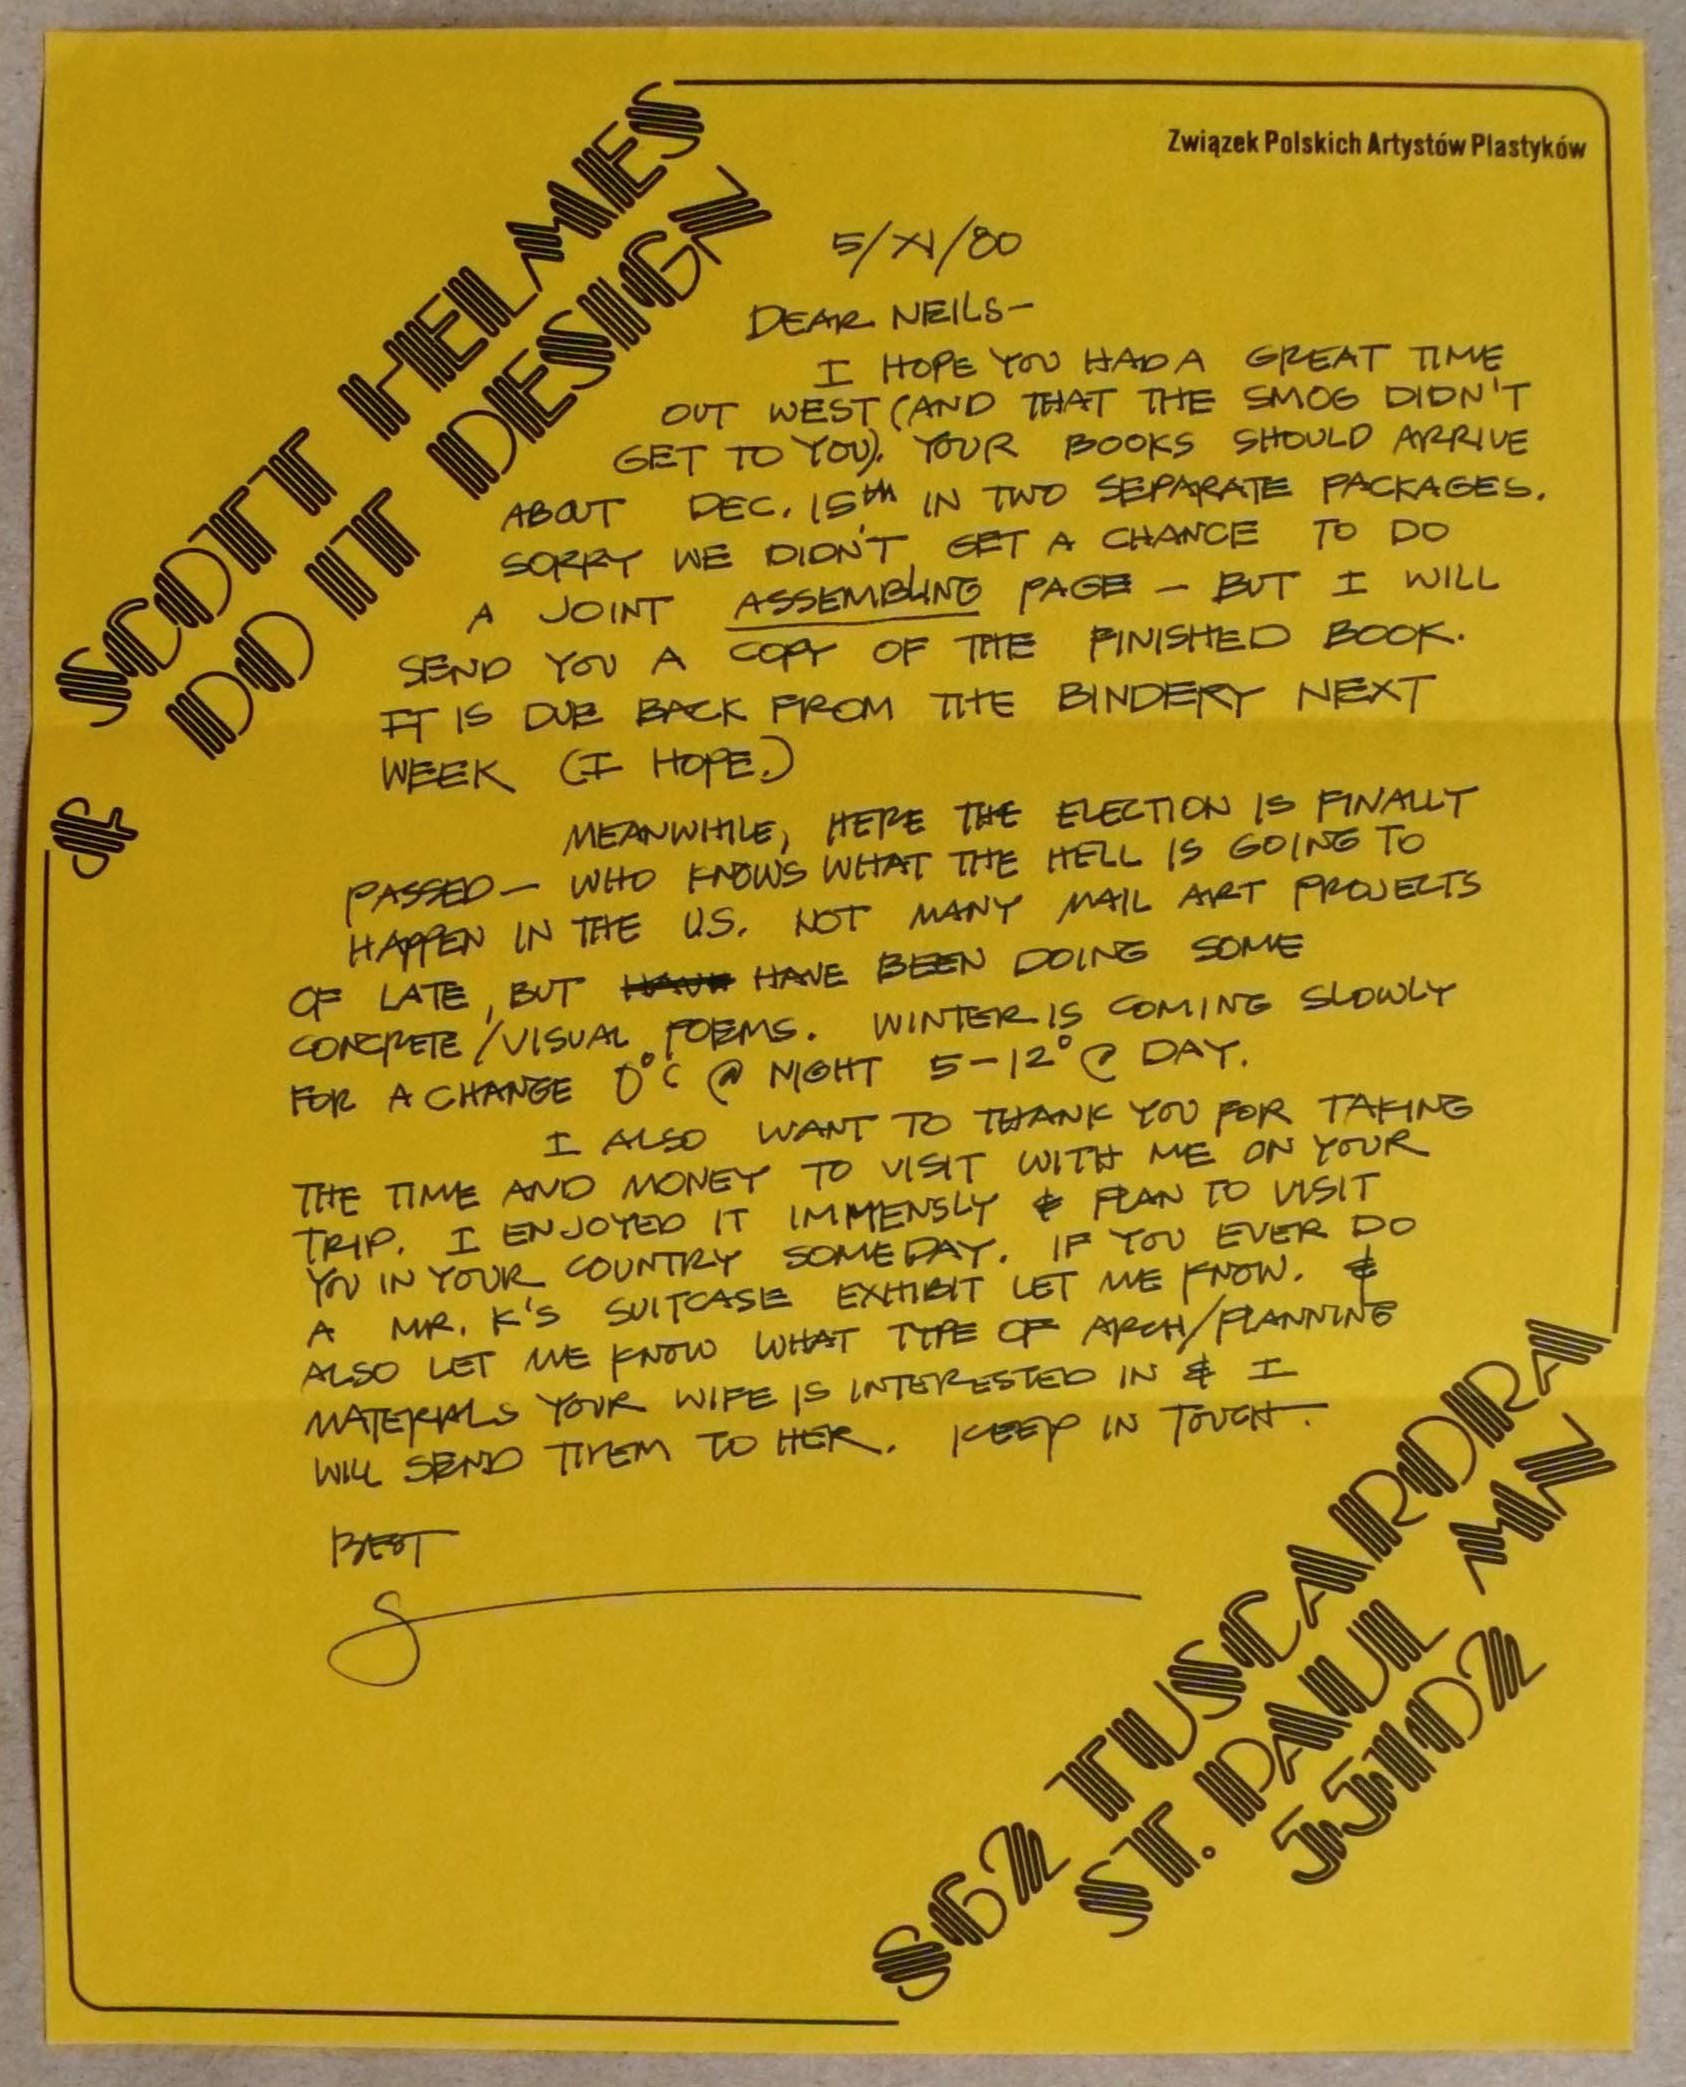 SCOTT HELMES
DO IT DESIGN
Związek Polskich Artystów Plastyków
5/XI/80
DEAR NEILS—
I HOPE YOU HAD A GREAT TIME
OUT WEST (AND THAT THE SMOG DIDN'T
GET TO YOU). YOUR BOOKS SHOULD ARRIVE
ABOUT DEC. 15th IN TWO SEPARATE PACKAGES.
SORRY WE DIDN'T GET A CHANCE TO DO
A JOINT ASSEMBLING PAGE — BUT I WILL
SEND YOU A COPY OF THE FINISHED BOOK.
IT IS DUE BACK FROM THE BINDERY NEXT
WEEK (I HOPE.)
MEANWHILE, HERE THE ELECTION IS FINALLY
PASSED — WHO KNOWS WHAT THE HELL IS GOING TO
HAPPEN IN THE U.S. NOT MANY MAIL ART PROJECTS
OF LATE, BUT HAVE BEEN DOING SOME
CONCRETE/VISUAL POEMS. WINTER IS COMING SLOWLY
FOR A CHANGE 0°C @ NIGHT 5–12° @ DAY.
I ALSO WANT TO THANK YOU FOR TAKING
THE TIME AND MONEY TO VISIT WITH ME ON YOUR
TRIP. I ENJOYED IT IMMENSLY & PLAN TO VISIT
YOU IN YOUR COUNTRY SOMEDAY. IF YOU EVER DO
A MR. K'S SUITCASE EXHIBIT LET ME KNOW. &
ALSO LET ME KNOW WHAT TYPE OF ARCH/PLANNING
MATERIALS YOUR WIFE IS INTERESTED IN & I
WILL SEND THEM TO HER. KEEP IN TOUCH.
BEST
S
862 TUSCARORA
ST. PAUL MN
55102